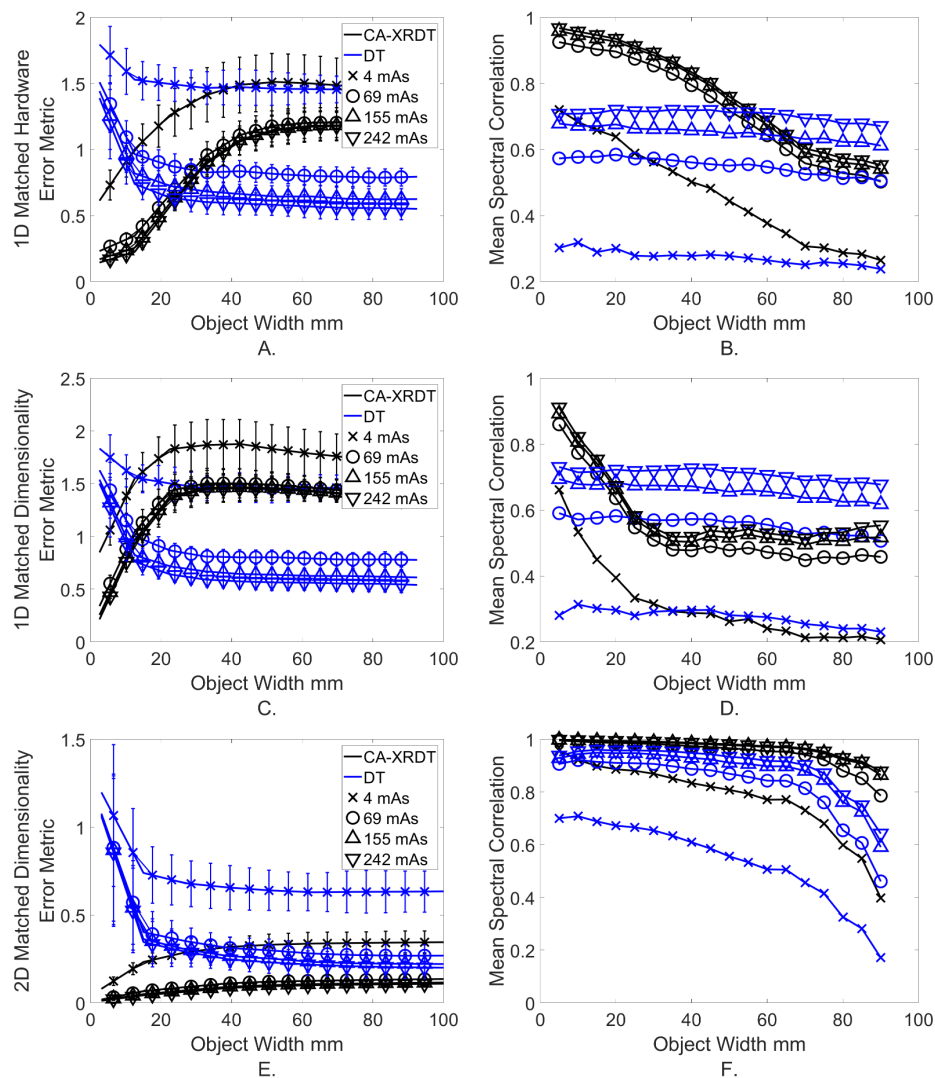 2
1.5
1
0.5
0
0 20 40 60 80 100
1D Matched Hardware
Error Metric
CA-XRDT
DT
4 mAs
69 mAs
155 mAs
242 mAs
Object Width mm
A.
1
0.8
0.6
0.4
0.2
0 20 40 60 80 100
Mean Spectral Correlation
Object Width mm
B.
2.5
2
1.5
1
0.5
0
0 20 40 60 80 100
1D Matched Dimensionality
Error Metric
CA-XRDT
DT
4 mAs
69 mAs
155 mAs
242 mAs
Object Width mm
C.
1
0.8
0.6
0.4
0.2
0 20 40 60 80 100
Mean Spectral Correlation
Object Width mm
D.
1.5
1
0.5
0
0 20 40 60 80 100
2D Matched Dimensionality
Error Metric
CA-XRDT
DT
4 mAs
69 mAs
155 mAs
242 mAs
Object Width mm
E.
1
0.8
0.6
0.4
0.2
0
0 20 40 60 80 100
Mean Spectral Correlation
Object Width mm
F.